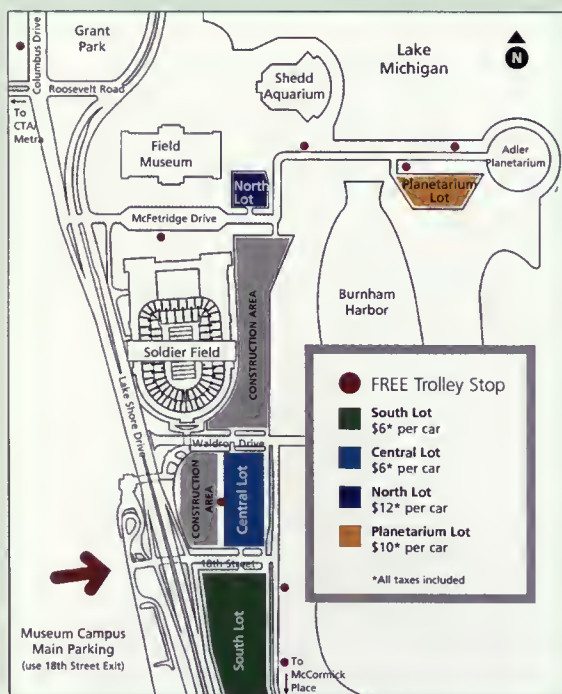 Grant
Park
Columbus Drive
Roosevelt Road
To
CTA/
Metra
Lake
Michigan
N
Shedd
Aquarium
Field
Museum
Adler
Planetarium
North
Lot
Planetarium
Lot
McFetridge Drive
Burnham
Harbor
CONSTRUCTION AREA
Soldier Field
Lake Shore Drive
Waldron Drive
CONSTRUCTION
AREA
Central Lot
18th Street
South Lot
Museum Campus
Main Parking
(use 18th Street Exit)
To
McCormick
Place
FREE Trolley Stop
South Lot
$6* per car
Central Lot
$6* per car
North Lot
$12* per car
Planetarium Lot
$10* per car
*All taxes included